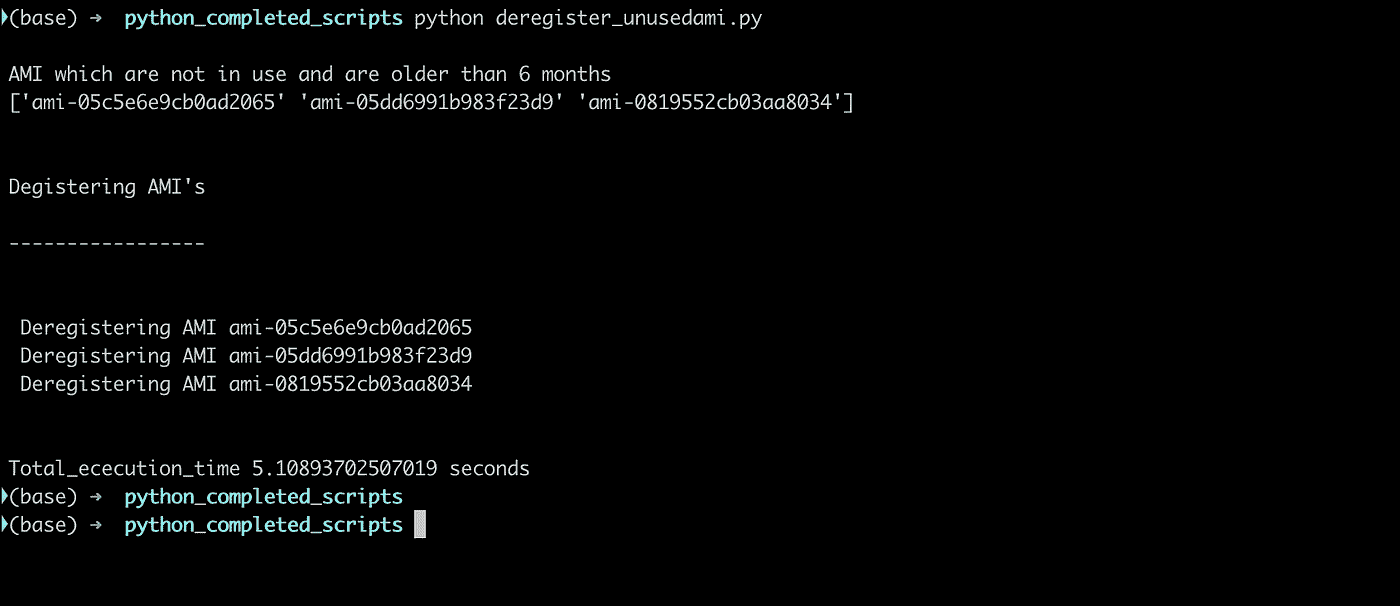 (base) → python_completed_scripts python deregister_unusedami.py
AMI which are not in use and are older than 6 months
['ami-05c5e6e9cb0ad2065' 'ami-05dd6991b983f23d9' 'ami-0819552cb03aa8034']
Degistering AMI's
-----------------
Deregistering AMI ami-05c5e6e9cb0ad2065
Deregistering AMI ami-05dd6991b983f23d9
Deregistering AMI ami-0819552cb03aa8034
Total_ececution_time 5.10893702507019 seconds
(base) → python_completed_scripts
(base) → python_completed_scripts